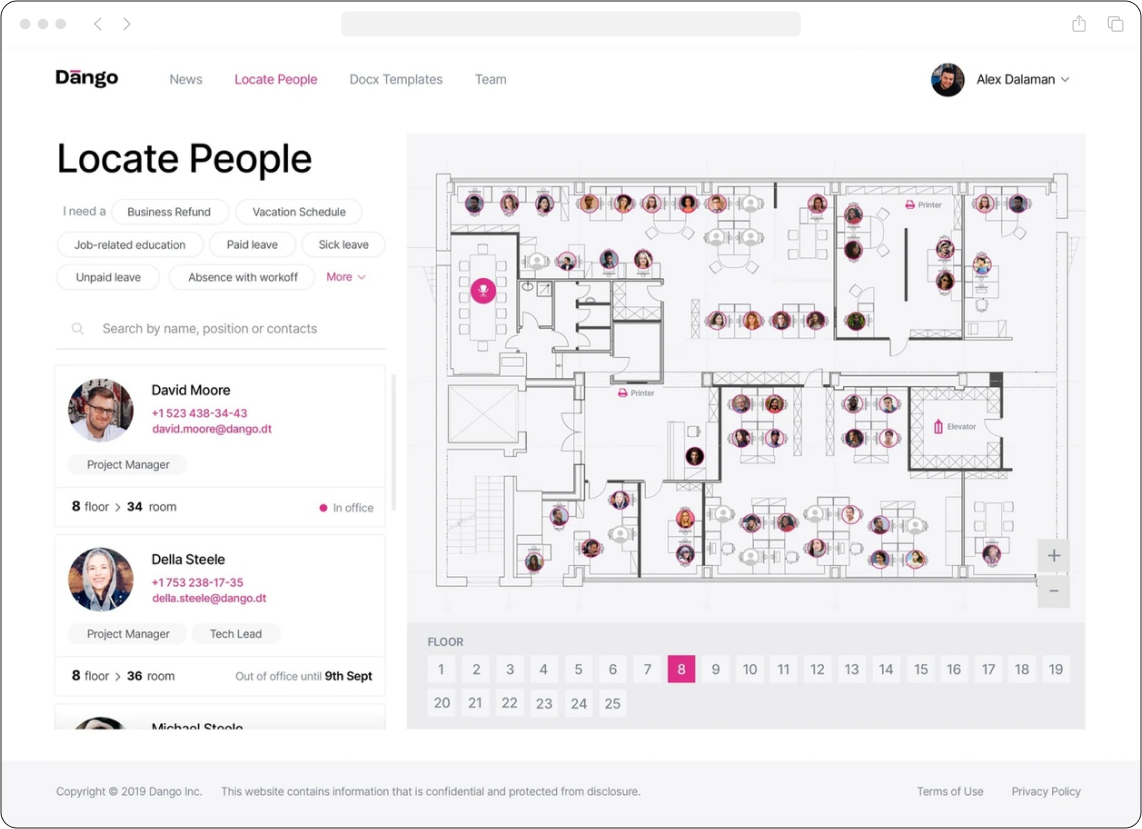 Dāngo News Locate People Docx Templates Team Alex Dalaman
Locate People
I need a Business Refund Vacation Schedule
Job-related education Paid leave Sick leave
Unpaid leave Absence with workoff More
Search by name, position or contacts
David Moore
+1 523 438-34-43
david.moore@dango.dt
Project Manager
8 floor > 34 room In office
Della Steele
+1 753 238-17-35
della.steele@dango.dt
Project Manager Tech Lead
8 floor > 36 room Out of office until 9th Sept
Michael Steele
Printer
Printer
Elevator
+
−
FLOOR
1 2 3 4 5 6 7 8 9 10 11 12 13 14 15 16 17 18 19
20 21 22 23 24 25
Copyright © 2019 Dango Inc. This website contains information that is confidential and protected from disclosure. Terms of Use Privacy Policy